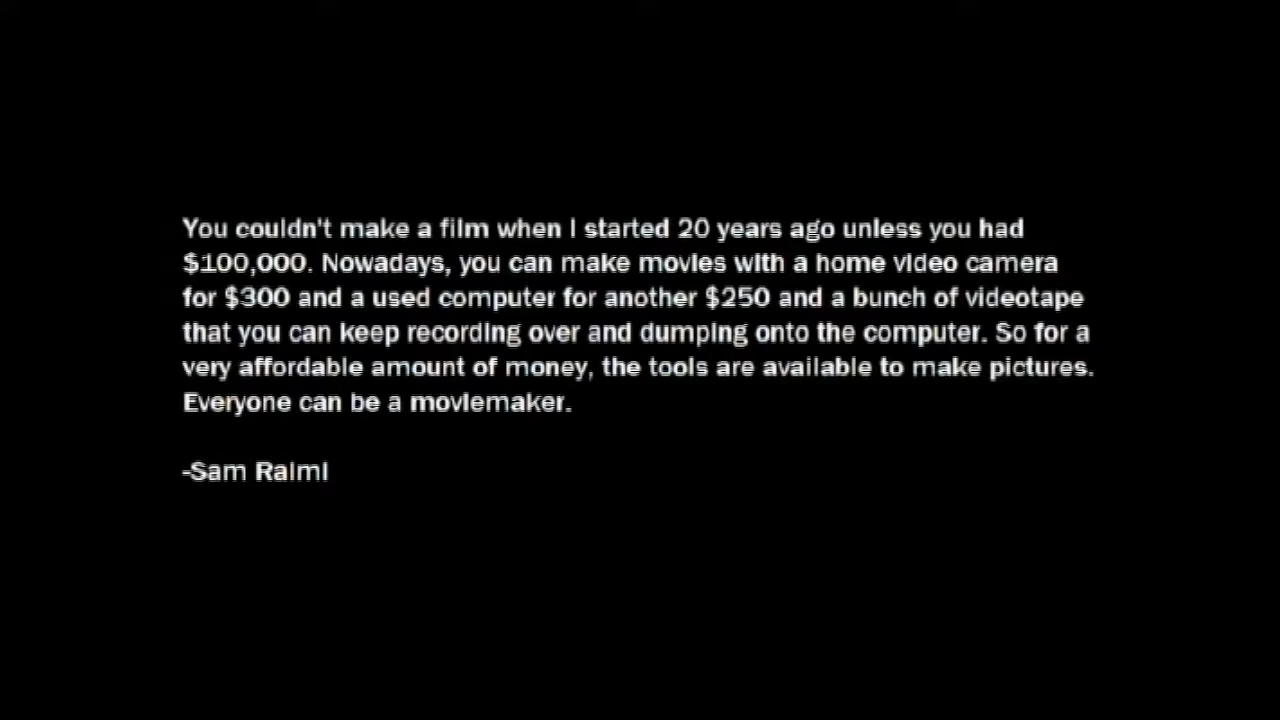 You couldn't make a film when I started 20 years ago unless you had
$100,000. Nowadays, you can make movies with a home video camera
for $300 and a used computer for another $250 and a bunch of videotape
that you can keep recording over and dumping onto the computer. So for a
very affordable amount of money, the tools are available to make pictures.
Everyone can be a moviemaker.
-Sam Raimi